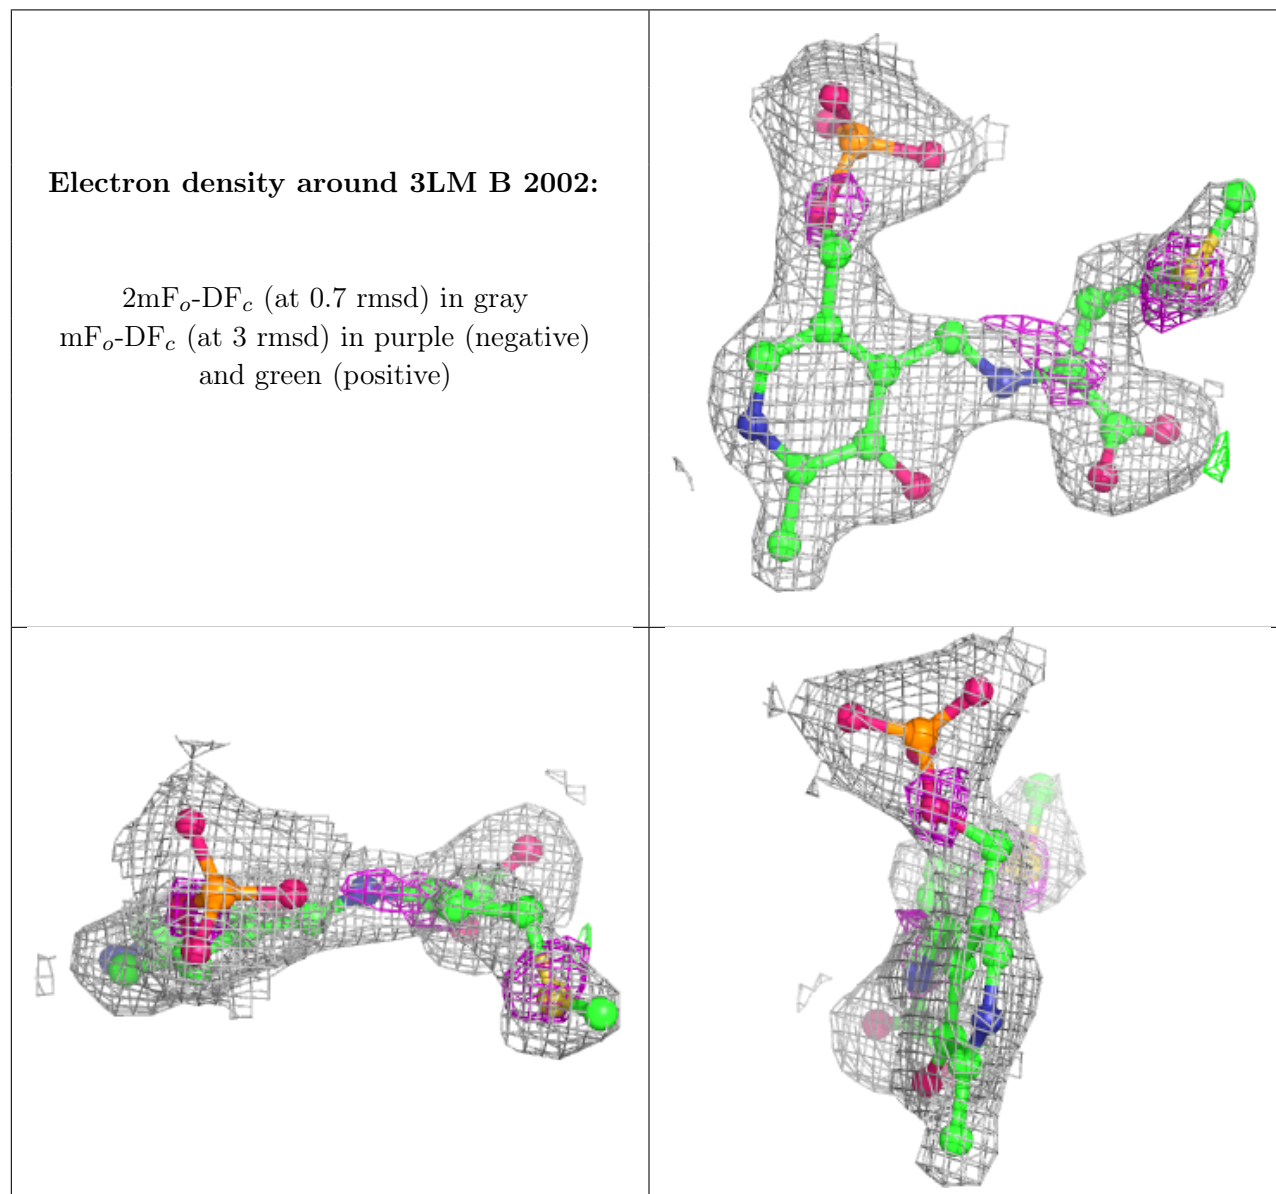 Electron density around 3LM B 2002:
2mFo-DFc (at 0.7 rmsd) in gray
mFo-DFc (at 3 rmsd) in purple (negative)
and green (positive)